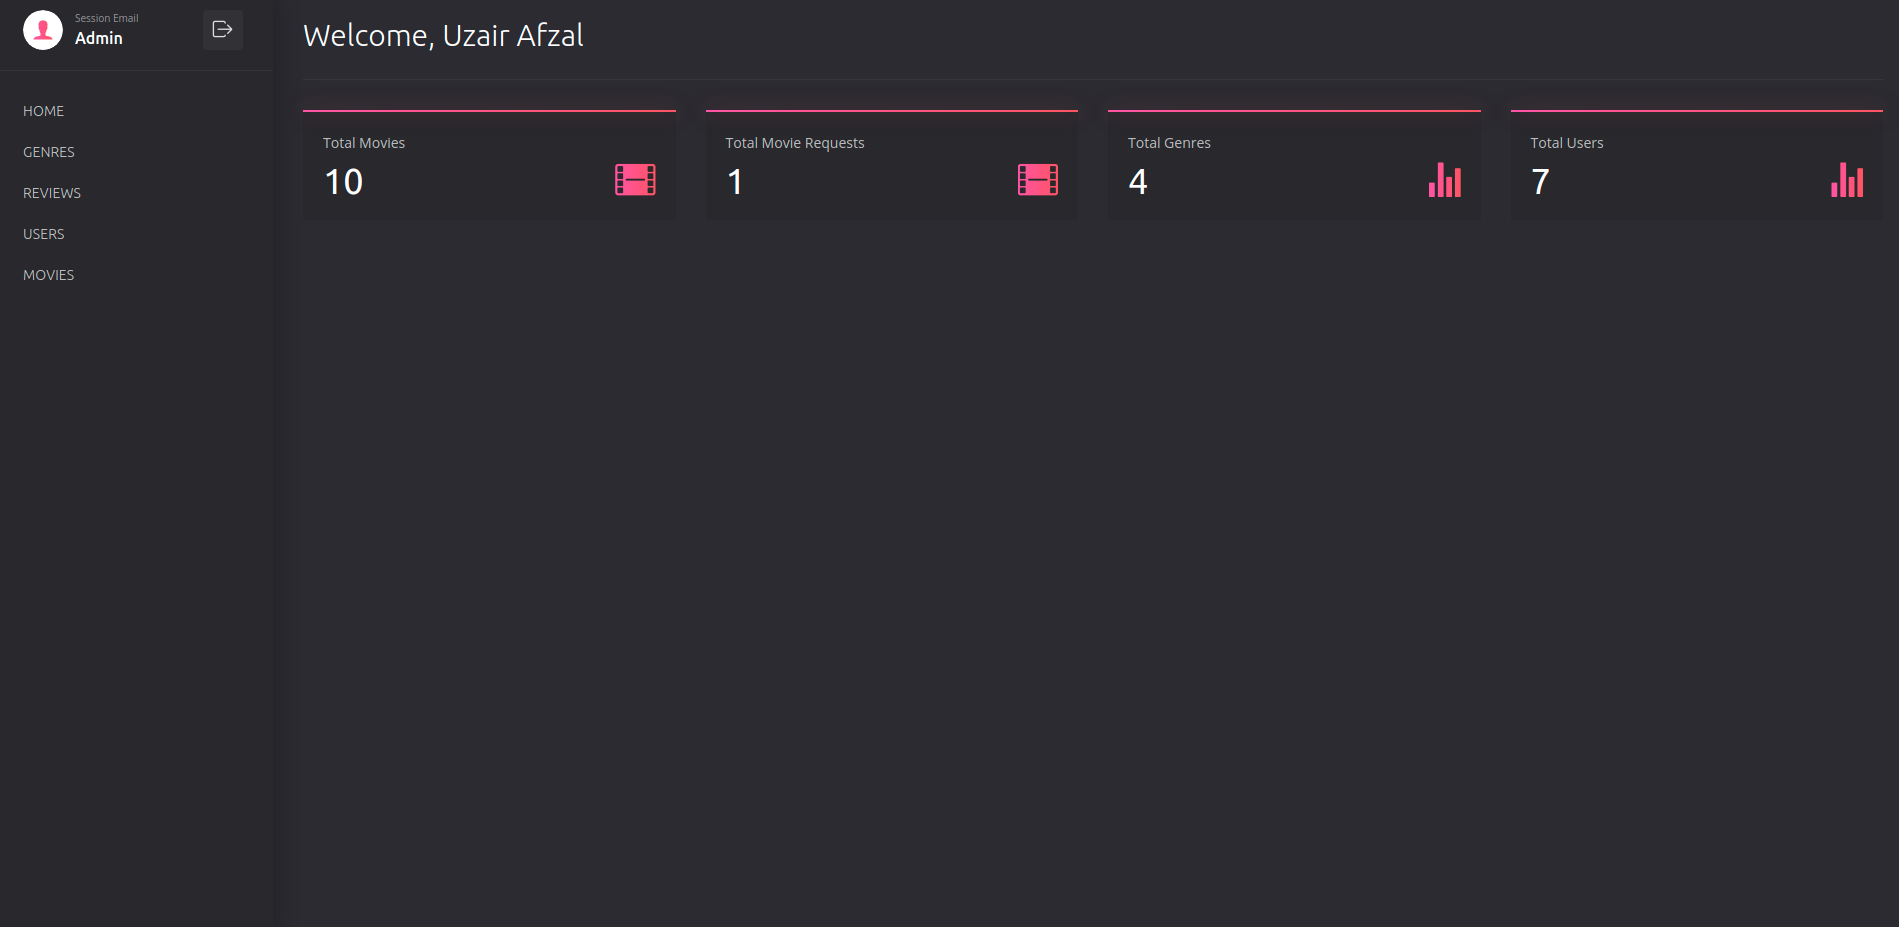 Session Email
Admin
HOME
GENRES
REVIEWS
USERS
MOVIES
Welcome, Uzair Afzal
Total Movies
10
Total Movie Requests
1
Total Genres
4
Total Users
7